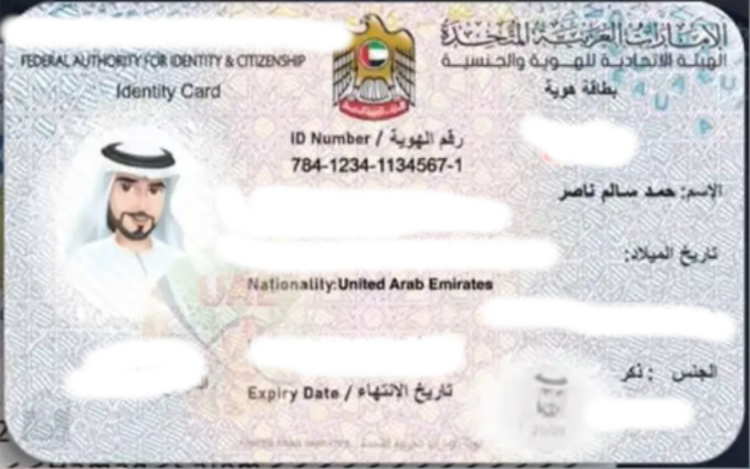 الإمارات العربية المتحدة
FEDERAL AUTHORITY FOR IDENTITY & CITIZENSHIP
الهيئة الاتحادية للهوية والجنسية
Identity Card
بطاقة هوية
ID Number / رقم الهوية
784-1234-1134567-1
الإسم: حمد سالم ناصر
تاريخ الميلاد:
Nationality: United Arab Emirates
الجنس : ذكر
Expiry Date / تاريخ الانتهاء